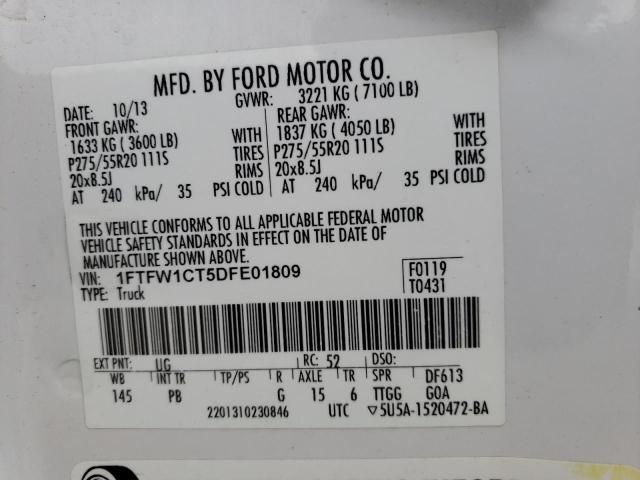 MFD. BY FORD MOTOR CO.
DATE: 10/13 GVWR: 3221 KG ( 7100 LB)
FRONT GAWR: REAR GAWR:
1633 KG ( 3600 LB) WITH 1837 KG ( 4050 LB) WITH
P275/55R20 111S TIRES P275/55R20 111S TIRES
20x8.5J RIMS 20x8.5J RIMS
AT 240 kPa/ 35 PSI COLD AT 240 kPa/ 35 PSI COLD
THIS VEHICLE CONFORMS TO ALL APPLICABLE FEDERAL MOTOR
VEHICLE SAFETY STANDARDS IN EFFECT ON THE DATE OF
MANUFACTURE SHOWN ABOVE.
VIN: 1FTFW1CT5DFE01809 F0119
TYPE: Truck T0431
EXT PNT: UG RC: 52 DSO:
WB INT TR TP/PS R AXLE TR SPR DF613
145 PB G 15 6 TTGG GOA
2201310230846 UTC ▽5U5A-1520472-BA